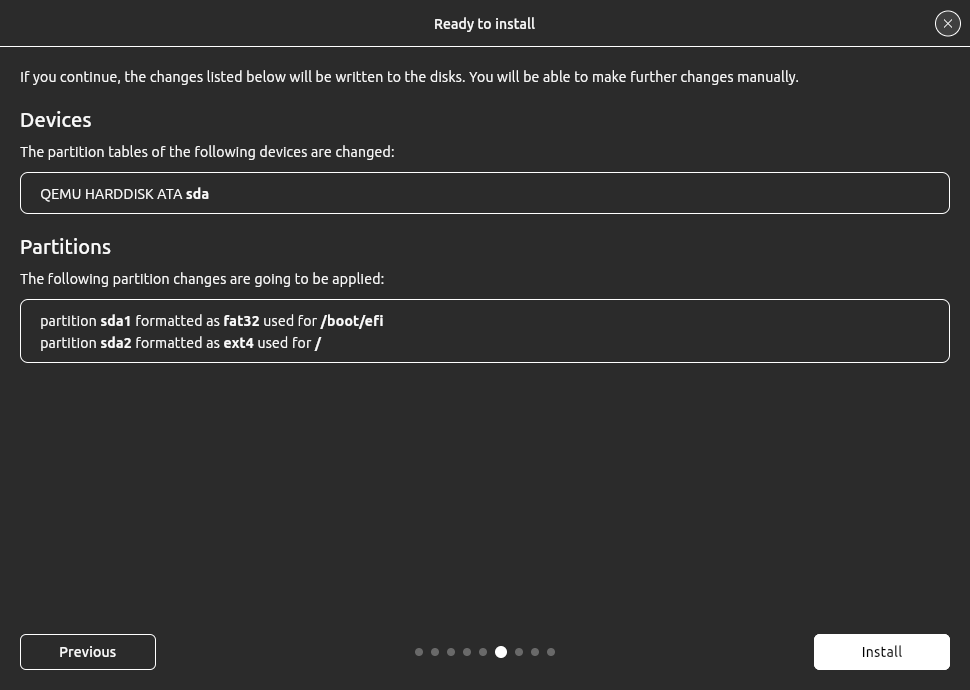 Ready to install
If you continue, the changes listed below will be written to the disks. You will be able to make further changes manually.
Devices
The partition tables of the following devices are changed:
QEMU HARDDISK ATA sda
Partitions
The following partition changes are going to be applied:
partition sda1 formatted as fat32 used for /boot/efi
partition sda2 formatted as ext4 used for /
Previous
Install